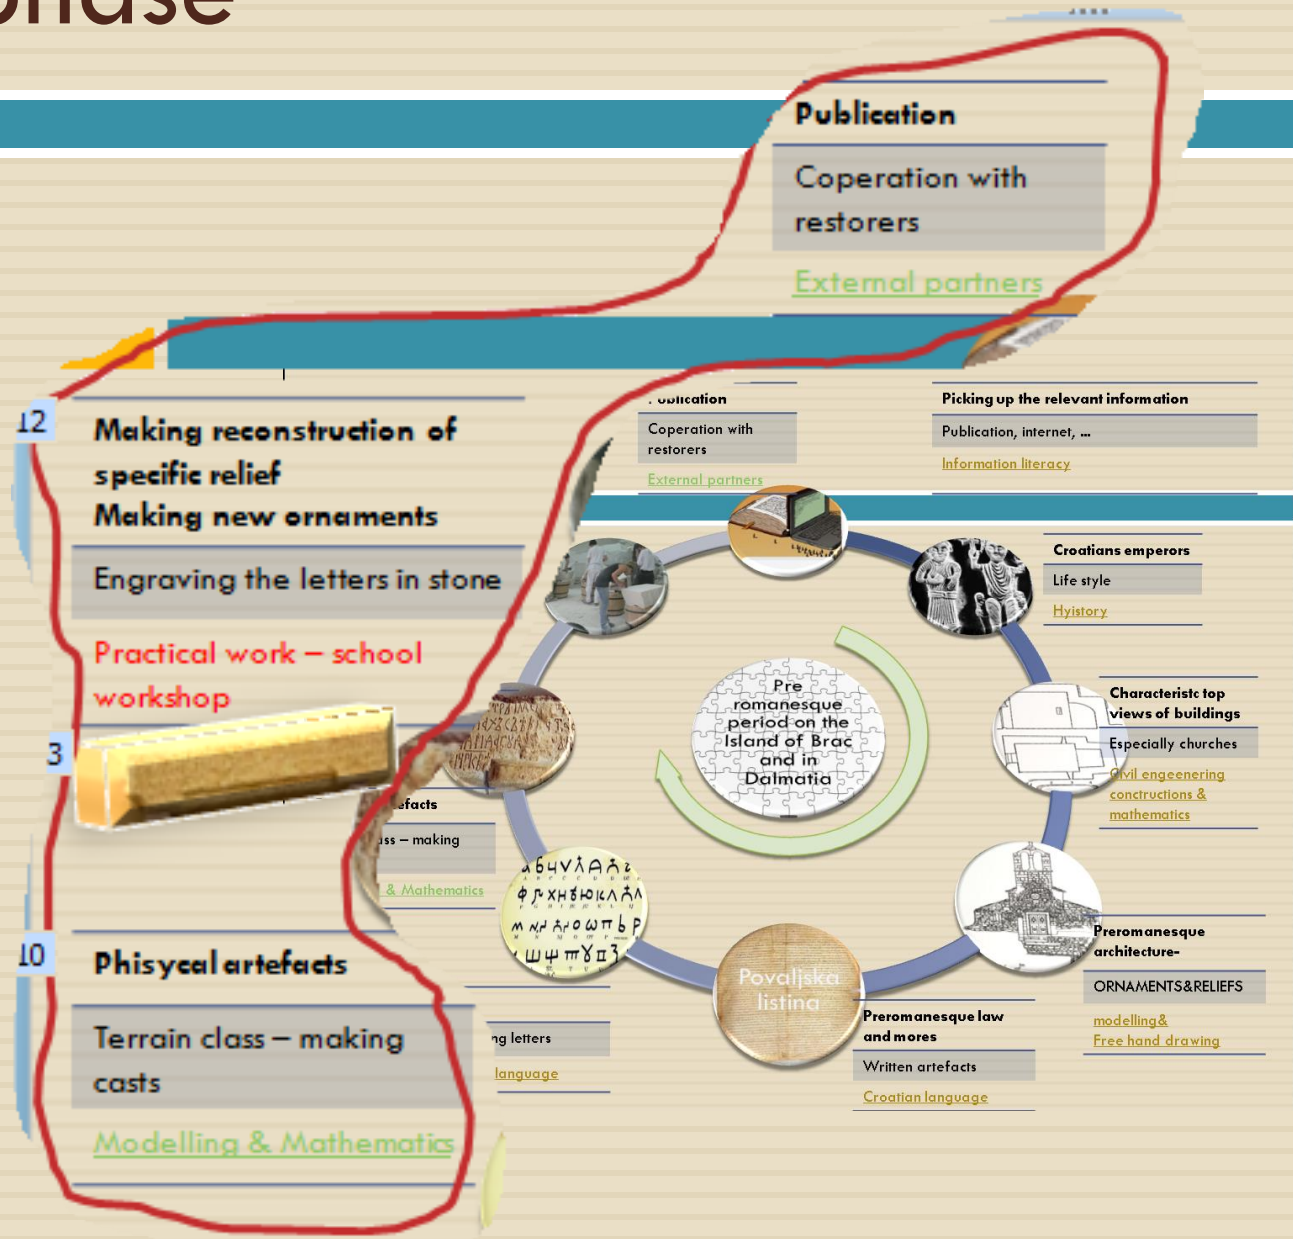 phase
Publication
Coperation with
restorers
External partners
12
Making reconstruction of
specific relief
Making new ornaments
Engraving the letters in stone
Practical work – school
workshop
3
10
Phisycal artefacts
Terrain class – making
casts
Modelling & Mathematics
Publication
Coperation with
restorers
External partners
Picking up the relevant information
Publication, internet, ...
Information literacy
Croatians emperors
Life style
Hyistory
Characteristc top
views of buildings
Especially churches
Civil engeenering
conctructions &
mathematics
Preromanesque
architecture-
ORNAMENTS&RELIEFS
modelling&
Free hand drawing
Preromanesque law
and mores
Written artefacts
Croatian language
Povaljska
listina
letters
language
making
& Mathematics
Pre
romanesque
period on the
Island of Brac
and in
Dalmatia